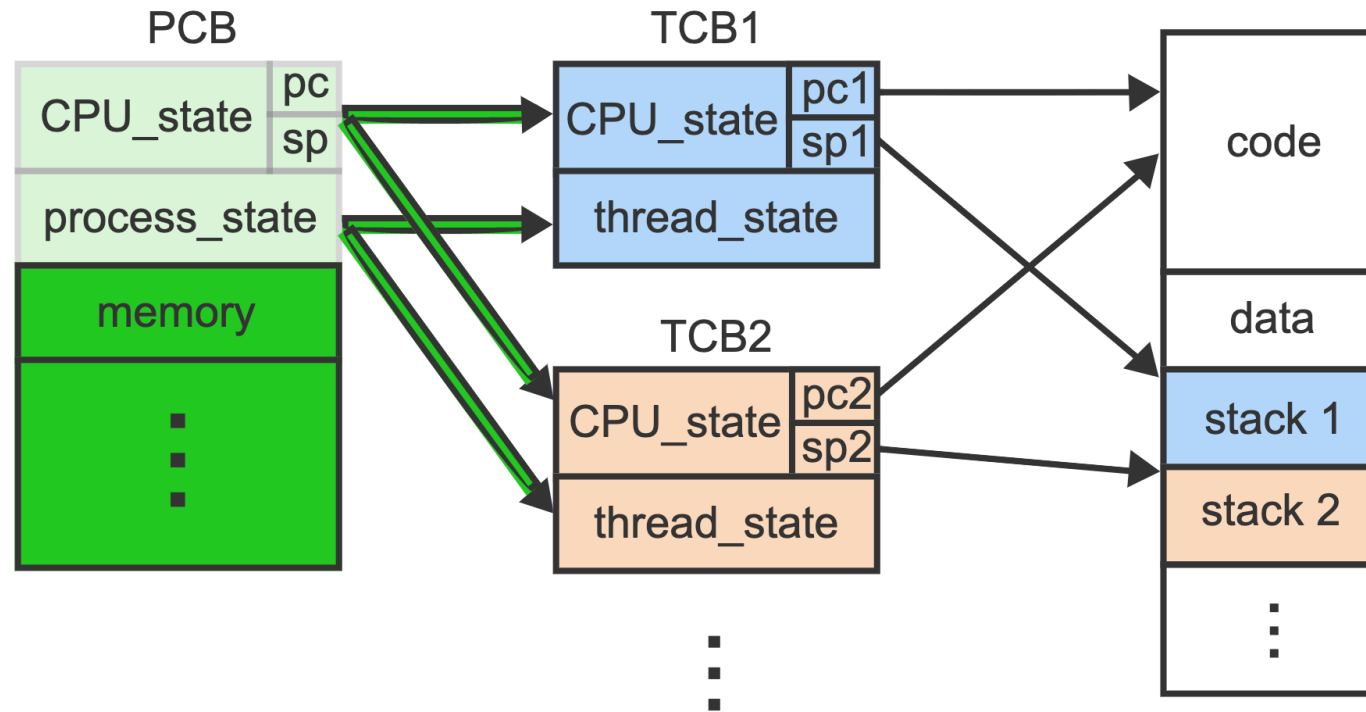 PCB
CPU_state
pc
sp
process_state
memory
TCB1
CPU_state
pc1
sp1
thread_state
TCB2
CPU_state
pc2
sp2
thread_state
code
data
stack 1
stack 2